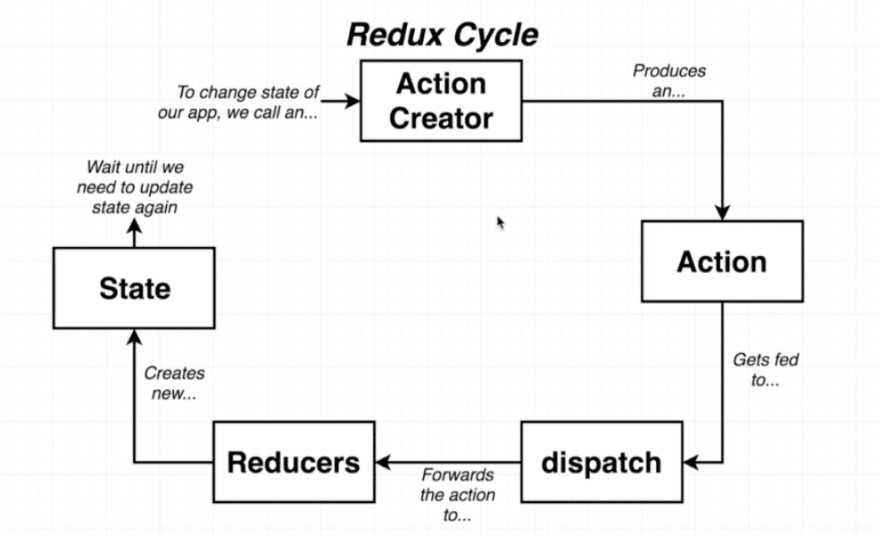 Redux Cycle
To change state of
our app, we call an...
Action
Creator
Produces
an...
Action
Gets fed
to...
dispatch
Forwards
the action
to...
Reducers
Creates
new...
State
Wait until we
need to update
state again